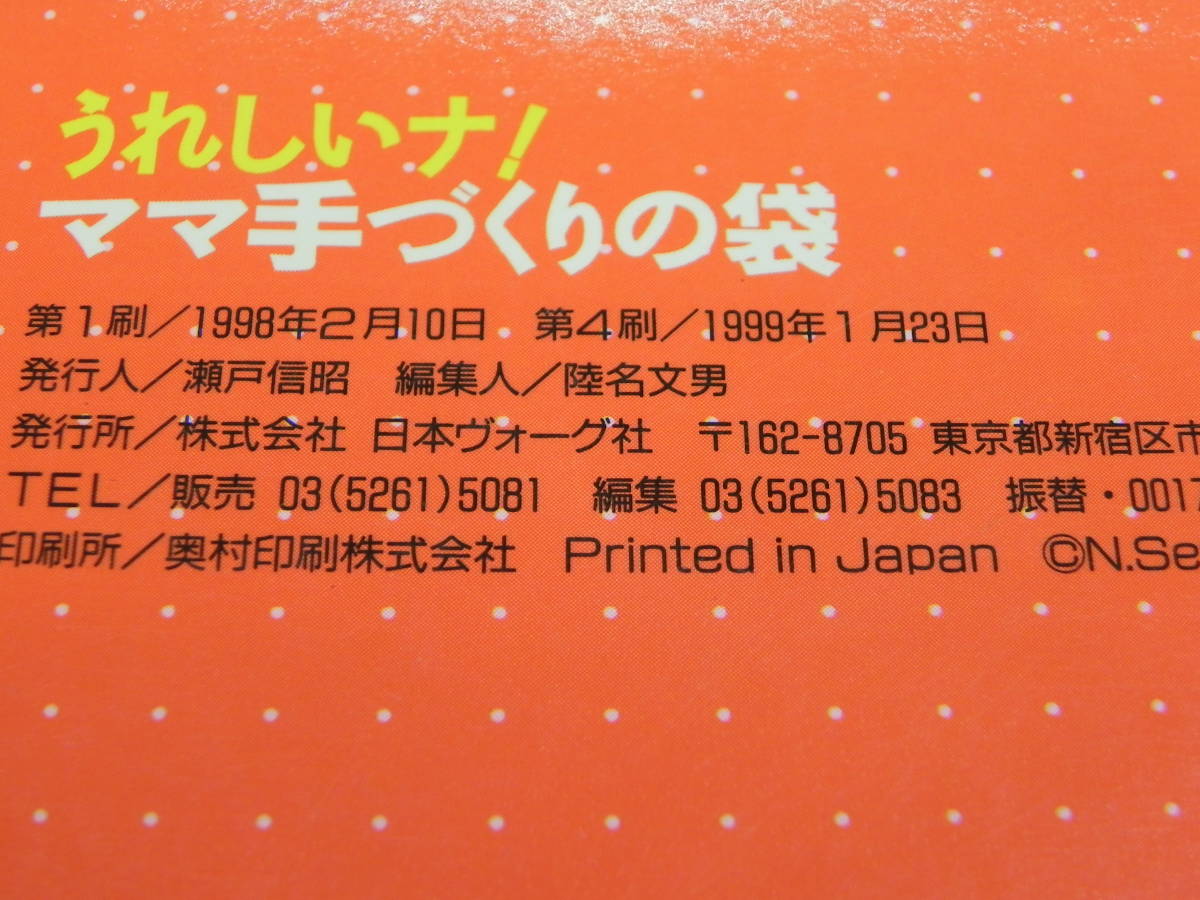 うれしいナ!
ママ手づくりの袋
第1刷/1998年2月10日 第4刷/1999年1月23日
発行人/瀬戸信昭 編集人/陸名文男
発行所/株式会社 日本ヴォーグ社 〒162-8705 東京都新宿区市
TEL/販売 03(5261)5081 編集 03(5261)5083 振替・0017
印刷所/奥村印刷株式会社 Printed in Japan ©N.Se